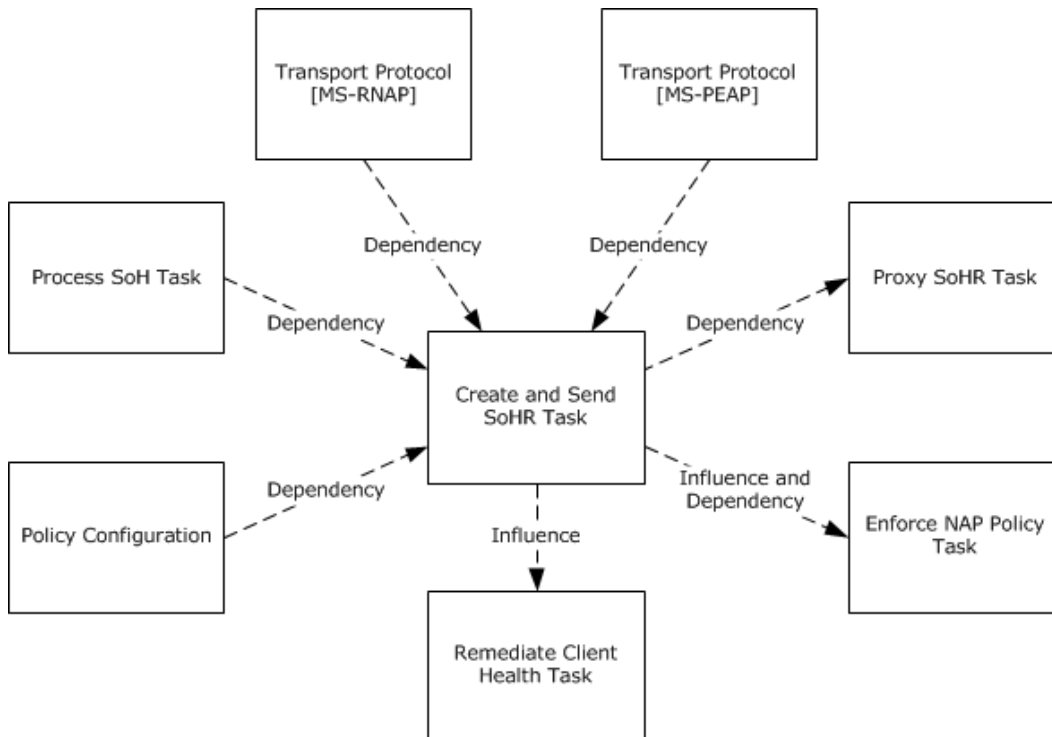 Transport Protocol
[MS-RNAP]
Transport Protocol
[MS-PEAP]
Dependency
Dependency
Process SoH Task
Proxy SoHR Task
Dependency
Dependency
Create and Send
SoHR Task
Policy Configuration
Dependency
Influence and
Dependency
Enforce NAP Policy
Task
Influence
Remediate Client
Health Task